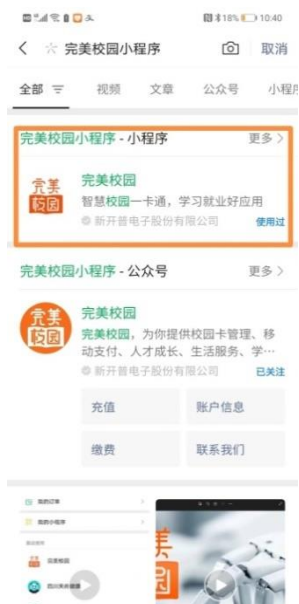 18% 10:40
完美校园小程序 取消
全部 视频 文章 公众号 小程序
完美校园小程序 - 小程序 更多
完美校园
完美校园
智慧校园一卡通，学习就业好应用
新开普电子股份有限公司 使用过
完美校园小程序 - 公众号 更多
完美校园
完美校园
完美校园，为你提供校园卡管理、移
动支付、人才成长、生活服务、学…
新开普电子股份有限公司 已关注
充值 账户信息
缴费 联系我们
我的订单
我的小程序
完美校园